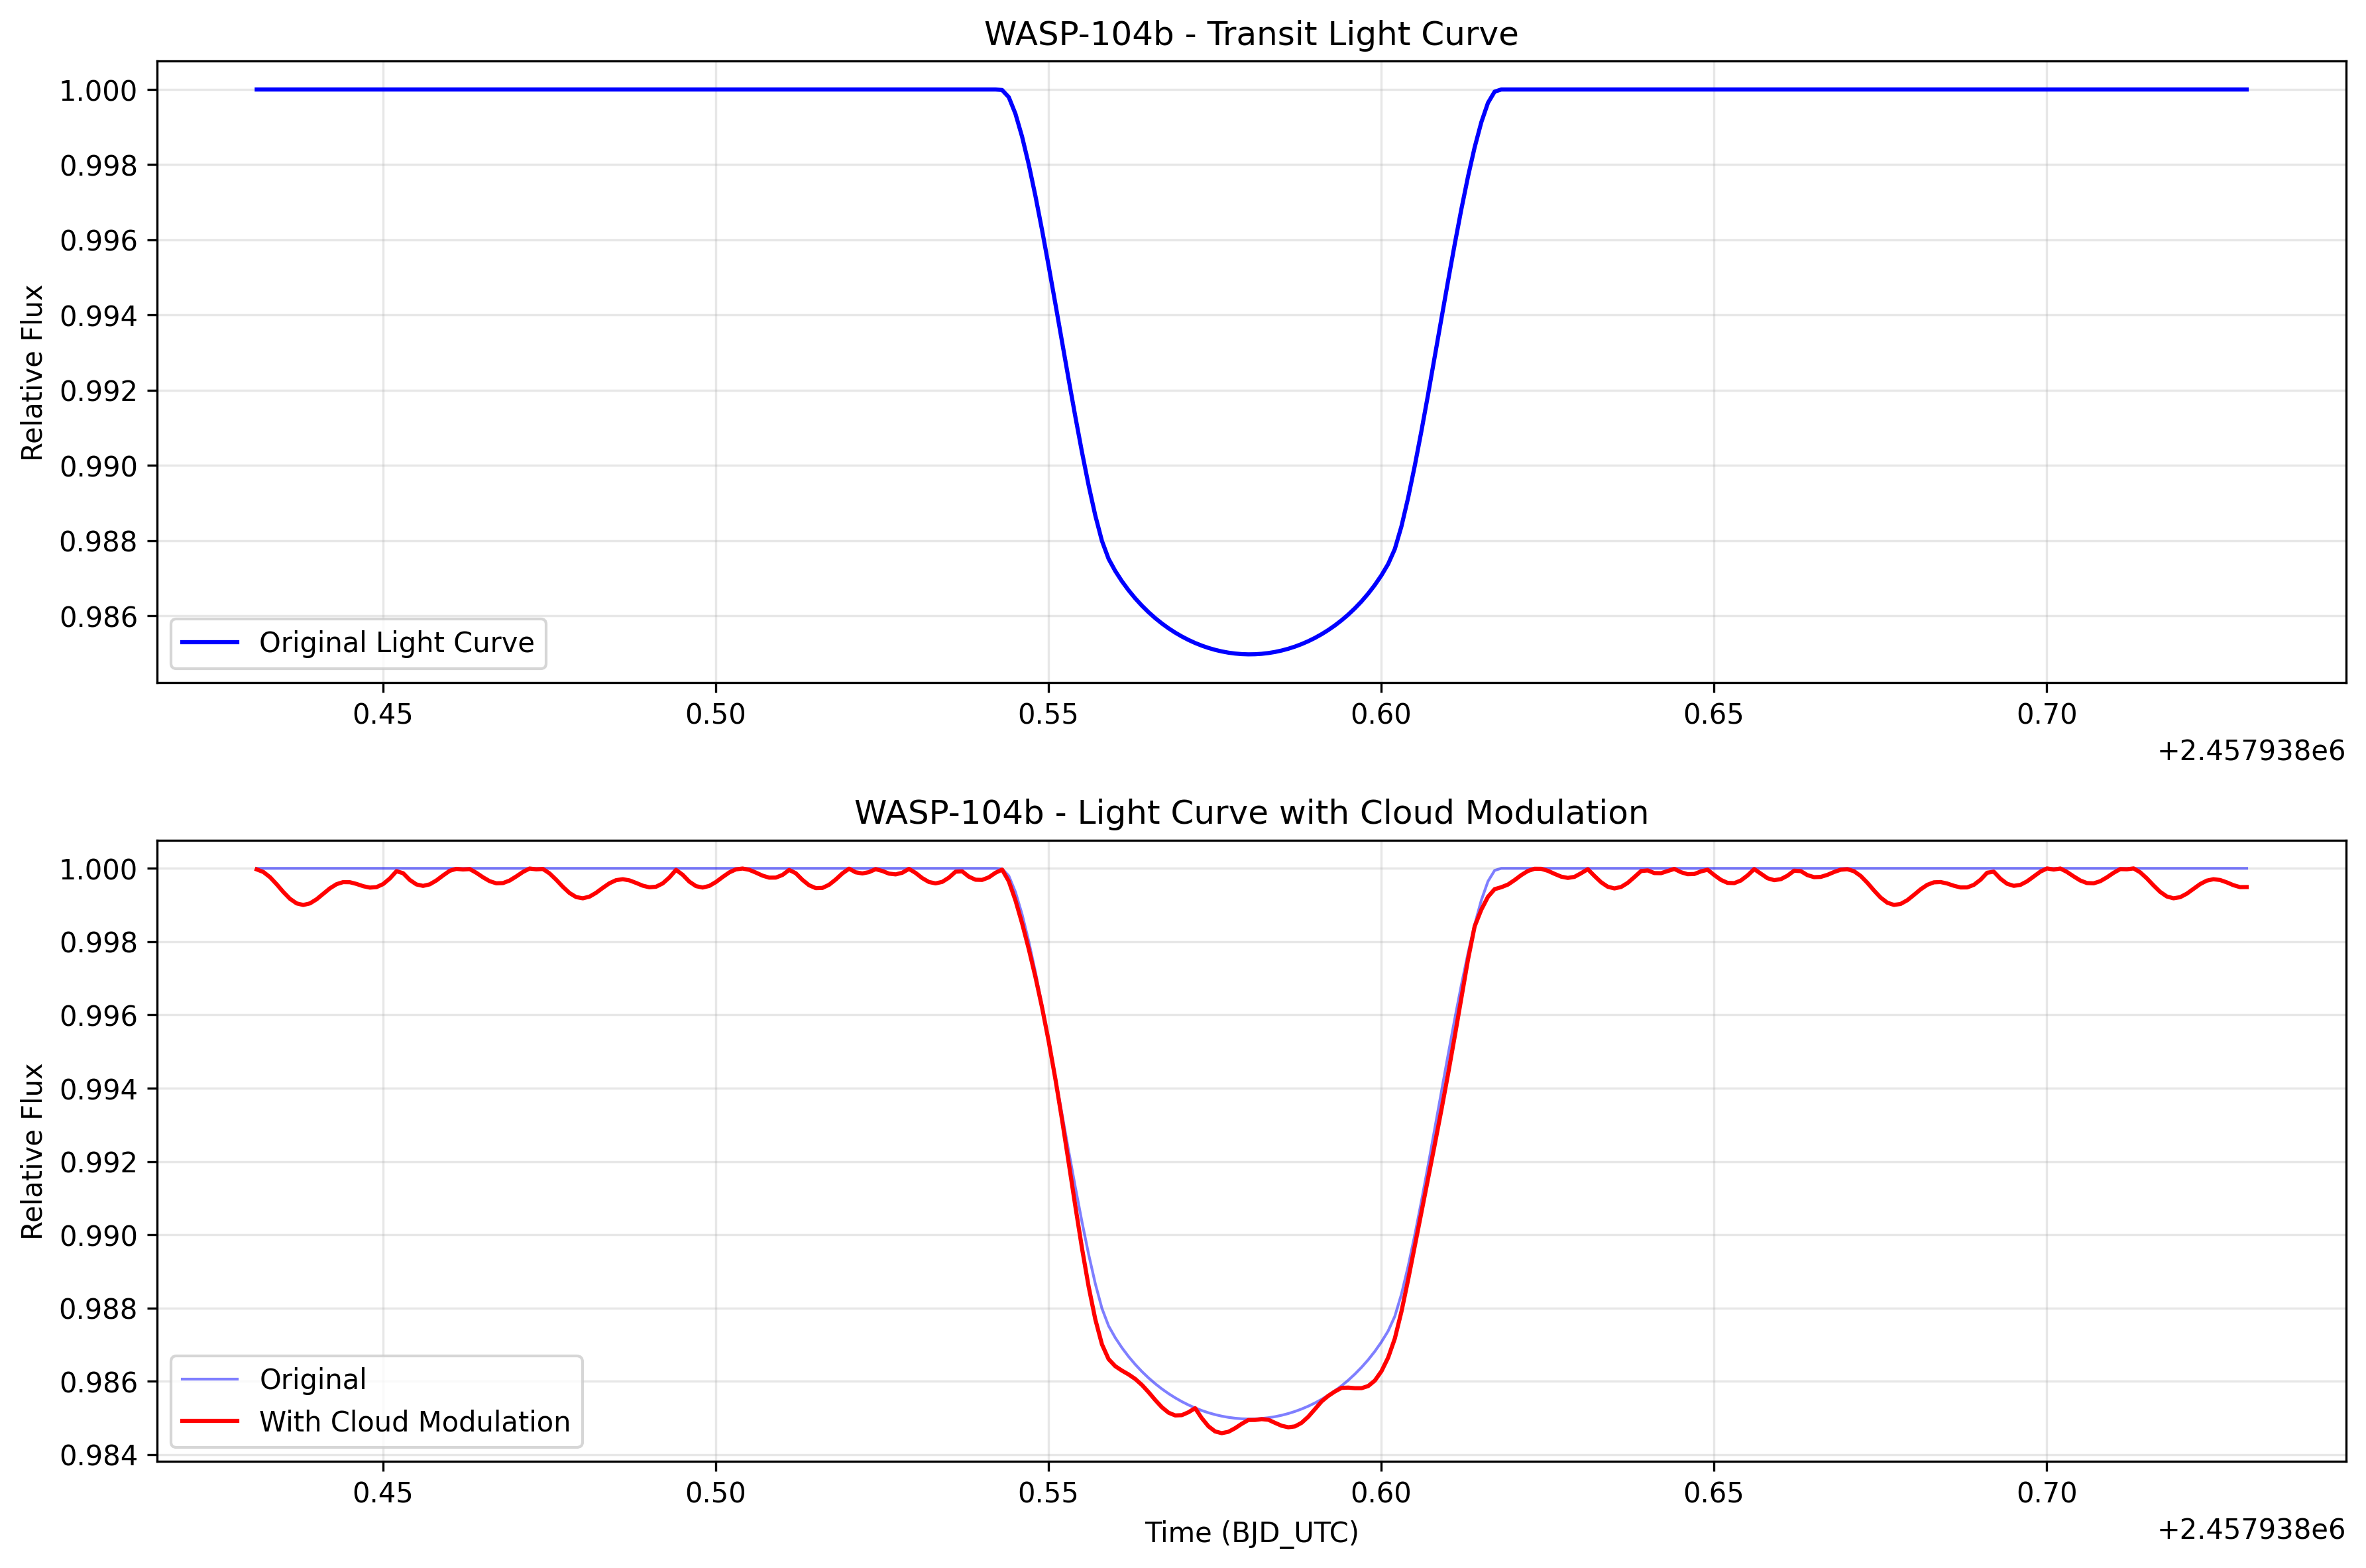 WASP-104b - Transit Light Curve
Relative Flux
1.000
0.998
0.996
0.994
0.992
0.990
0.988
0.986
Original Light Curve
0.45 0.50 0.55 0.60 0.65 0.70
+2.457938e6
WASP-104b - Light Curve with Cloud Modulation
Relative Flux
1.000
0.998
0.996
0.994
0.992
0.990
0.988
0.986
0.984
Original
With Cloud Modulation
0.45 0.50 0.55 0.60 0.65 0.70
Time (BJD_UTC)
+2.457938e6